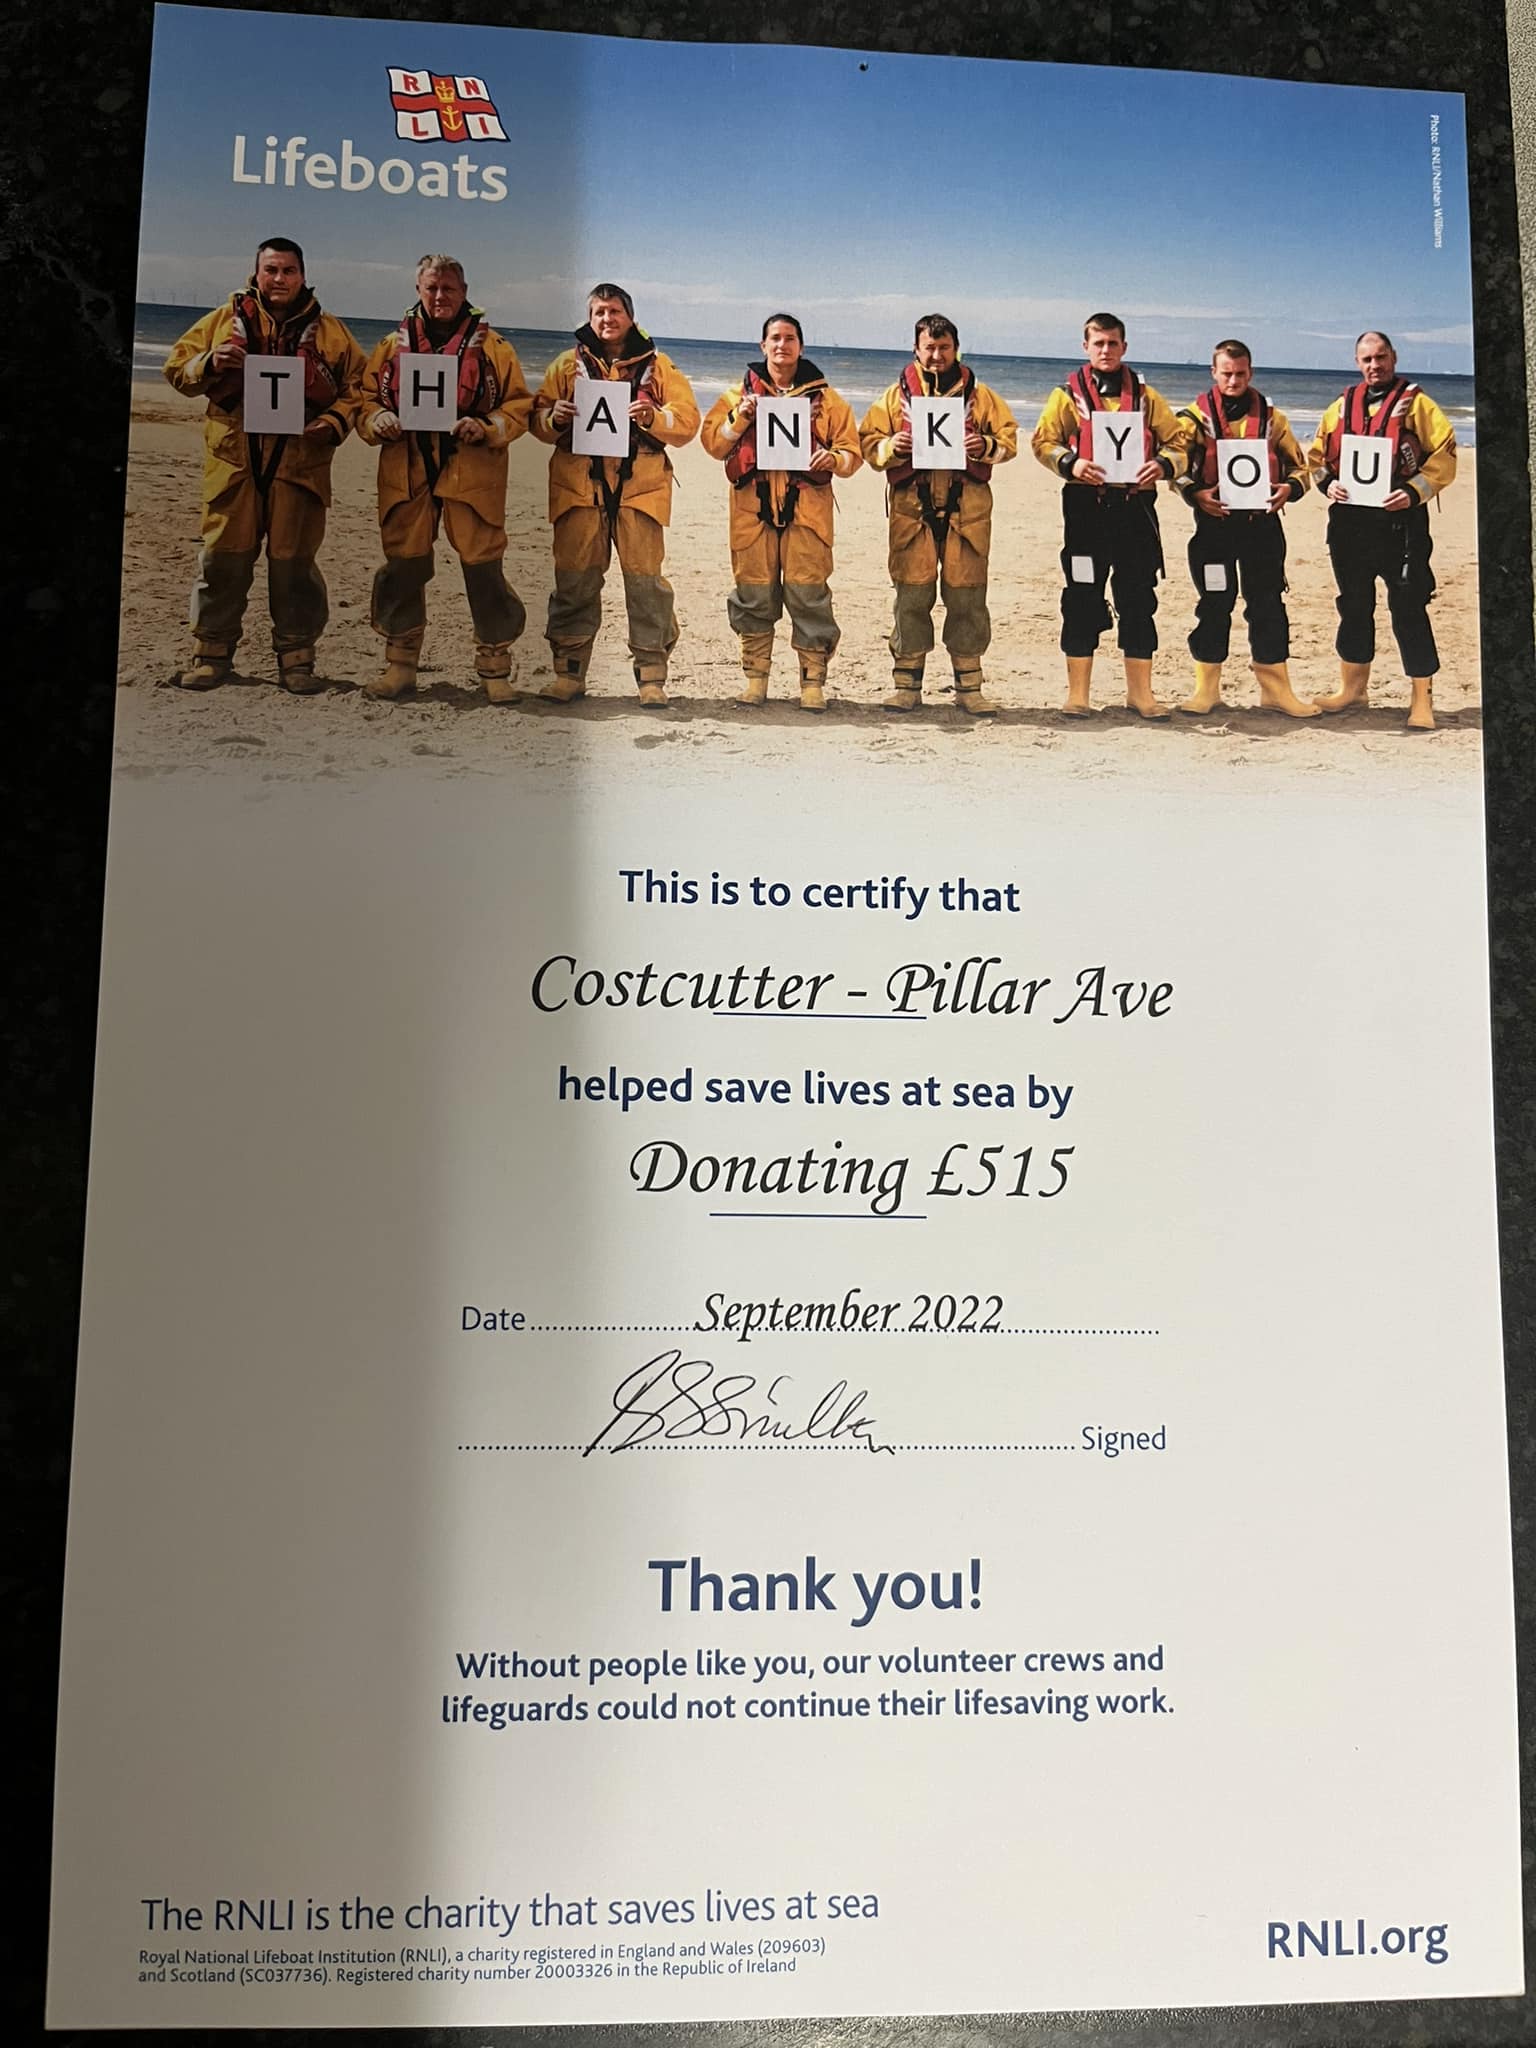 R N
L I
Lifeboats
Photo: RNLI/Nathan Williams
T H A N K Y O U
This is to certify that
Costcutter - Pillar Ave
helped save lives at sea by
Donating £515
Date September 2022
Signed
Thank you!
Without people like you, our volunteer crews and
lifeguards could not continue their lifesaving work.
The RNLI is the charity that saves lives at sea
Royal National Lifeboat Institution (RNLI), a charity registered in England and Wales (209603)
and Scotland (SC037736). Registered charity number 20003326 in the Republic of Ireland
RNLI.org